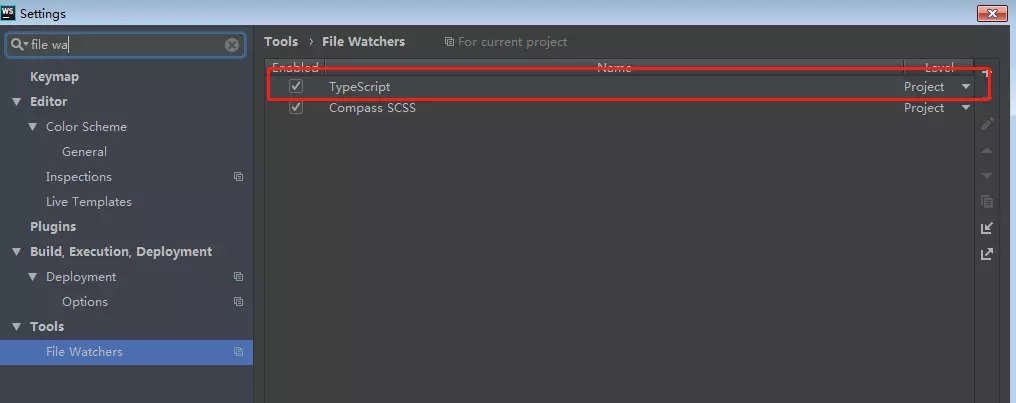 WS Settings
file wa
Keymap
Editor
Color Scheme
General
Inspections
Live Templates
Plugins
Build, Execution, Deployment
Deployment
Options
Tools
File Watchers
Tools › File Watchers For current project
Enabled Name Level
TypeScript Project
Compass SCSS Project